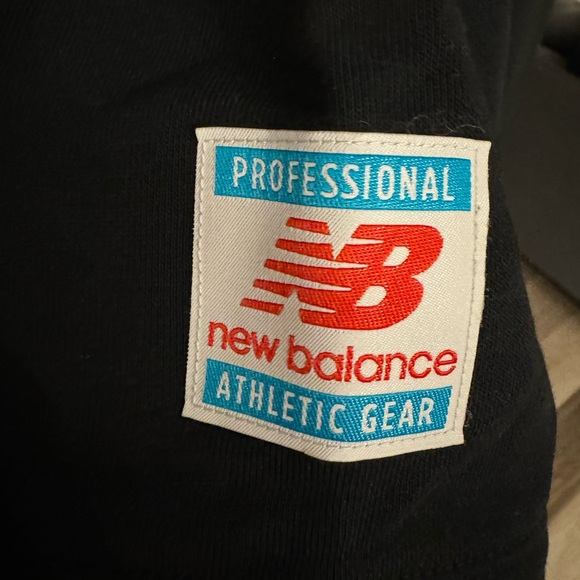 PROFESSIONAL
NB
new balance
ATHLETIC GEAR